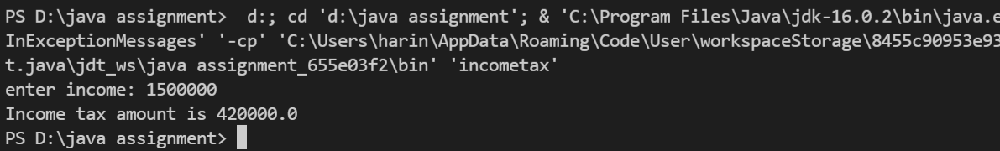 PS D:\java assignment>  d:; cd 'd:\java assignment'; & 'C:\Program Files\Java\jdk-16.0.2\bin\java.e
InExceptionMessages' '-cp' 'C:\Users\harin\AppData\Roaming\Code\User\workspaceStorage\8455c90953e93
t.java\jdt_ws\java assignment_655e03f2\bin' 'incometax'
enter income: 1500000
Income tax amount is 420000.0
PS D:\java assignment>